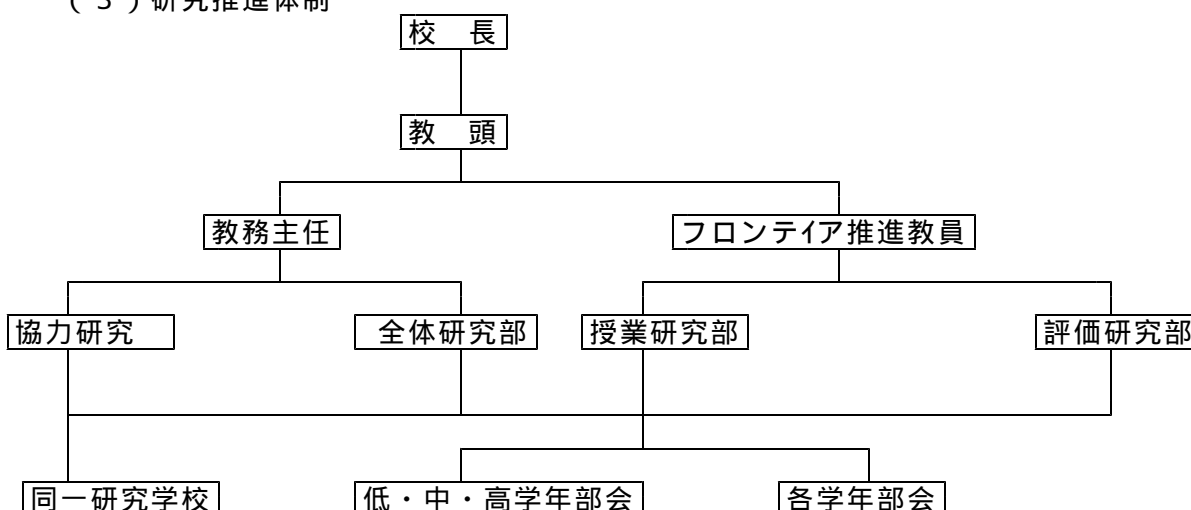 (3)研究推進体制
校 長
教 頭
教務主任 フロンティア推進教員
協力研究 全体研究部 授業研究部 評価研究部
同一研究学校 低・中・高学年部会 各学年部会